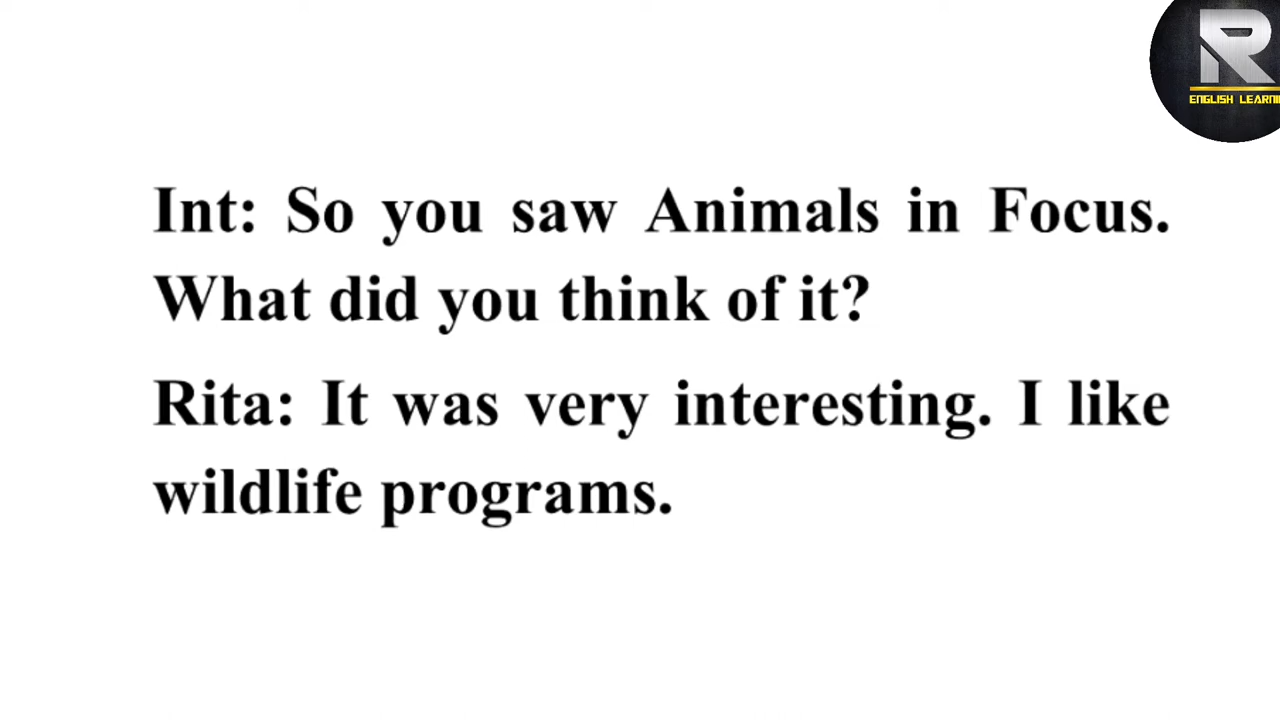 R
ENGLISH
Int: So you saw Animals in Focus.
What did you think of it?
Rita: It was very interesting. I like
wildlife programs.